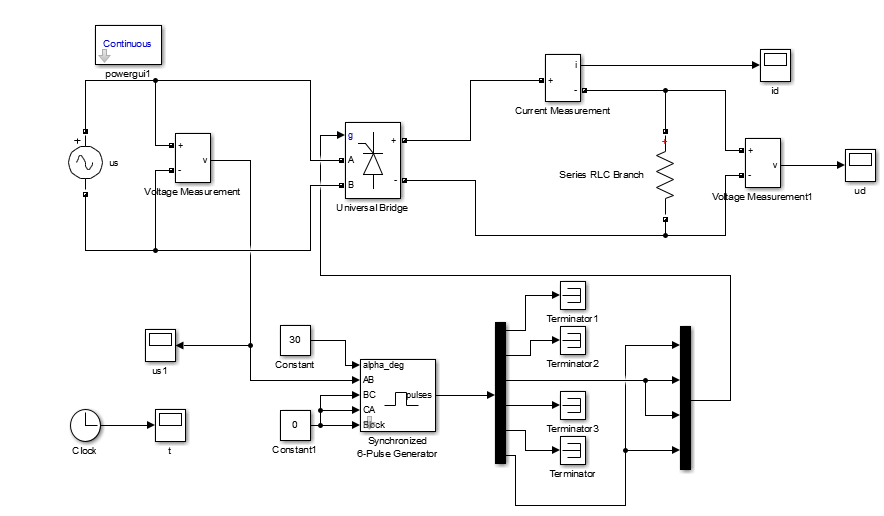 Continuous
powergui1
us
+
+
-
v
Voltage Measurement
g
A
B
+
-
Universal Bridge
+
i
-
Current Measurement
id
+
Series RLC Branch
+
-
v
Voltage Measurement1
ud
us1
30
Constant
0
Constant1
alpha_deg
AB
BC
CA
Block
pulses
Synchronized
6-Pulse Generator
Clock
t
Terminator1
Terminator2
Terminator3
Terminator